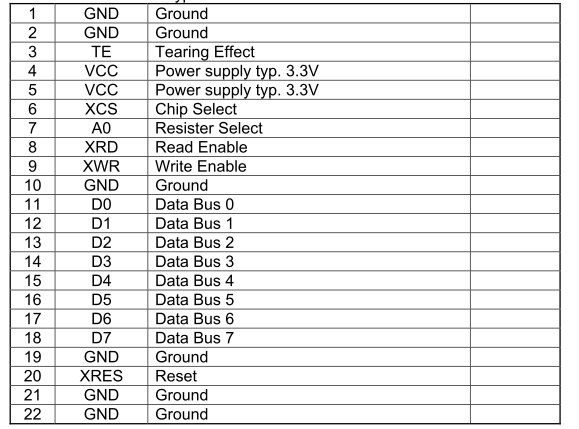 1 GND Ground
2 GND Ground
3 TE Tearing Effect
4 VCC Power supply typ. 3.3V
5 VCC Power supply typ. 3.3V
6 XCS Chip Select
7 A0 Resister Select
8 XRD Read Enable
9 XWR Write Enable
10 GND Ground
11 D0 Data Bus 0
12 D1 Data Bus 1
13 D2 Data Bus 2
14 D3 Data Bus 3
15 D4 Data Bus 4
16 D5 Data Bus 5
17 D6 Data Bus 6
18 D7 Data Bus 7
19 GND Ground
20 XRES Reset
21 GND Ground
22 GND Ground